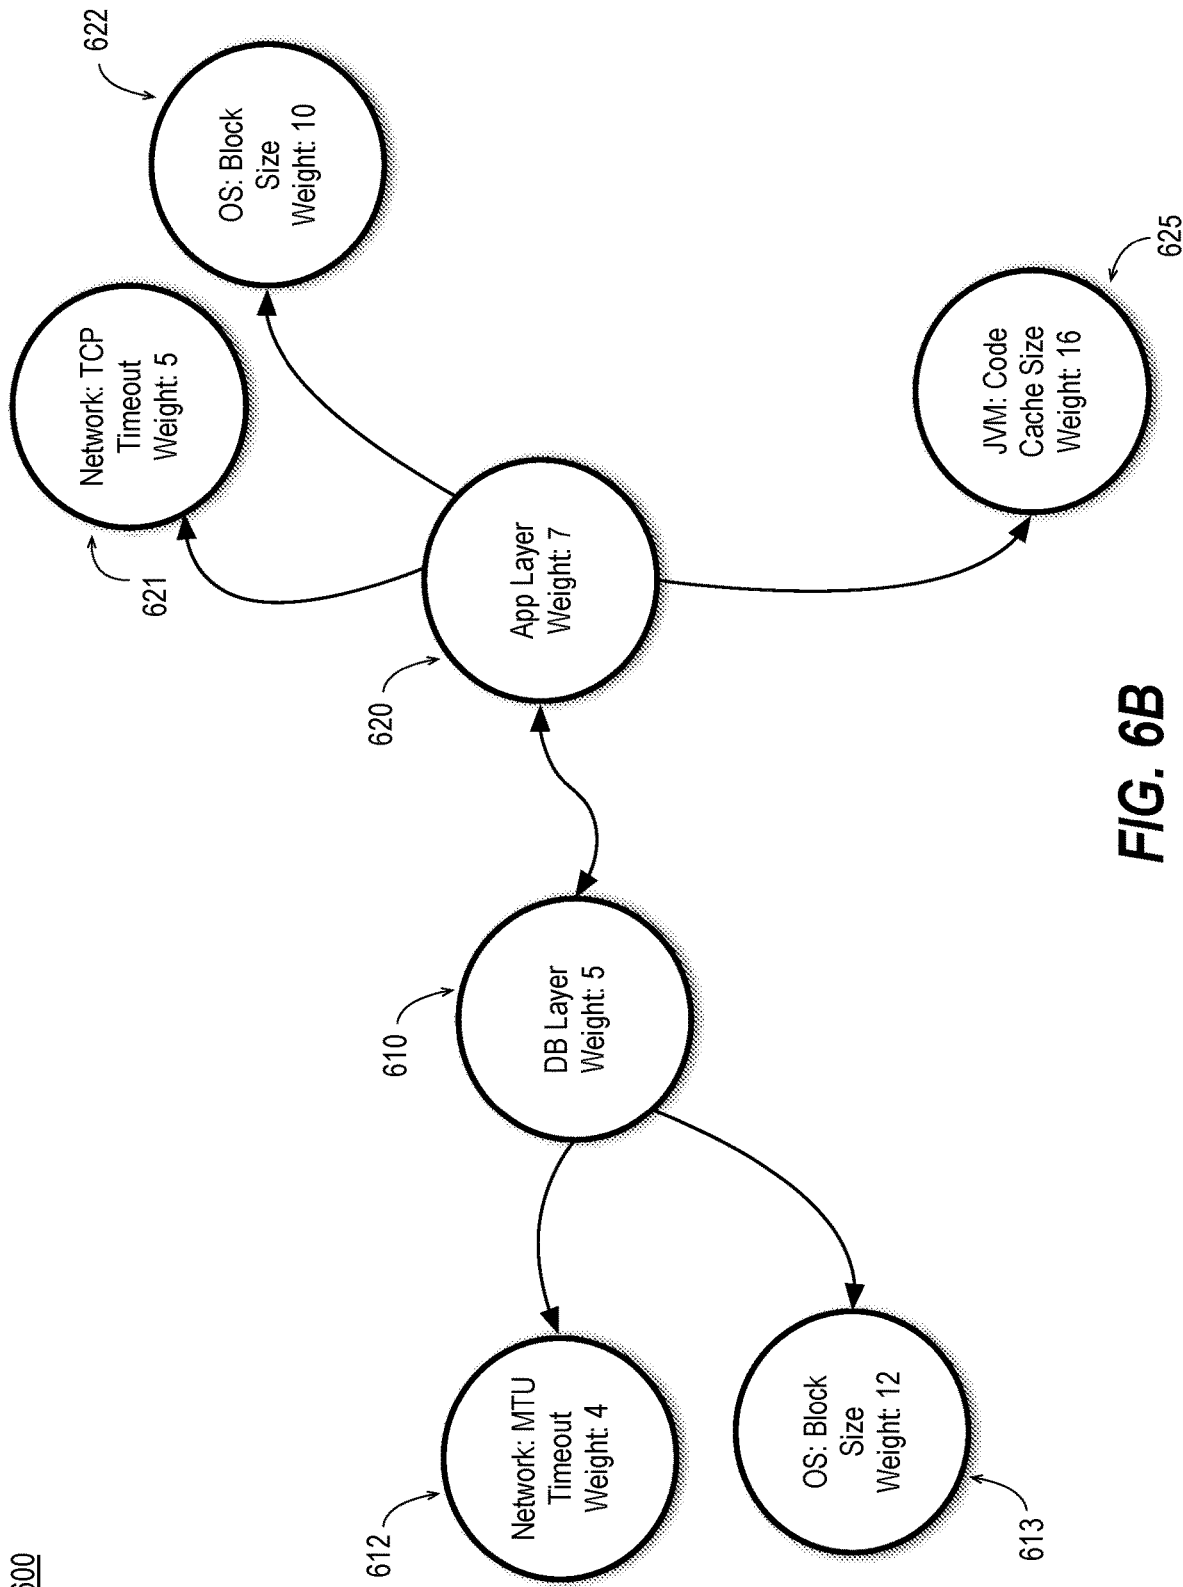 600
622
OS: Block
Size
Weight: 10
Network: TCP
Timeout
Weight: 5
621
620
App Layer
Weight: 7
JVM: Code
Cache Size
Weight: 16
625
610
DB Layer
Weight: 5
612
Network: MTU
Timeout
Weight: 4
OS: Block
Size
Weight: 12
613
FIG. 6B